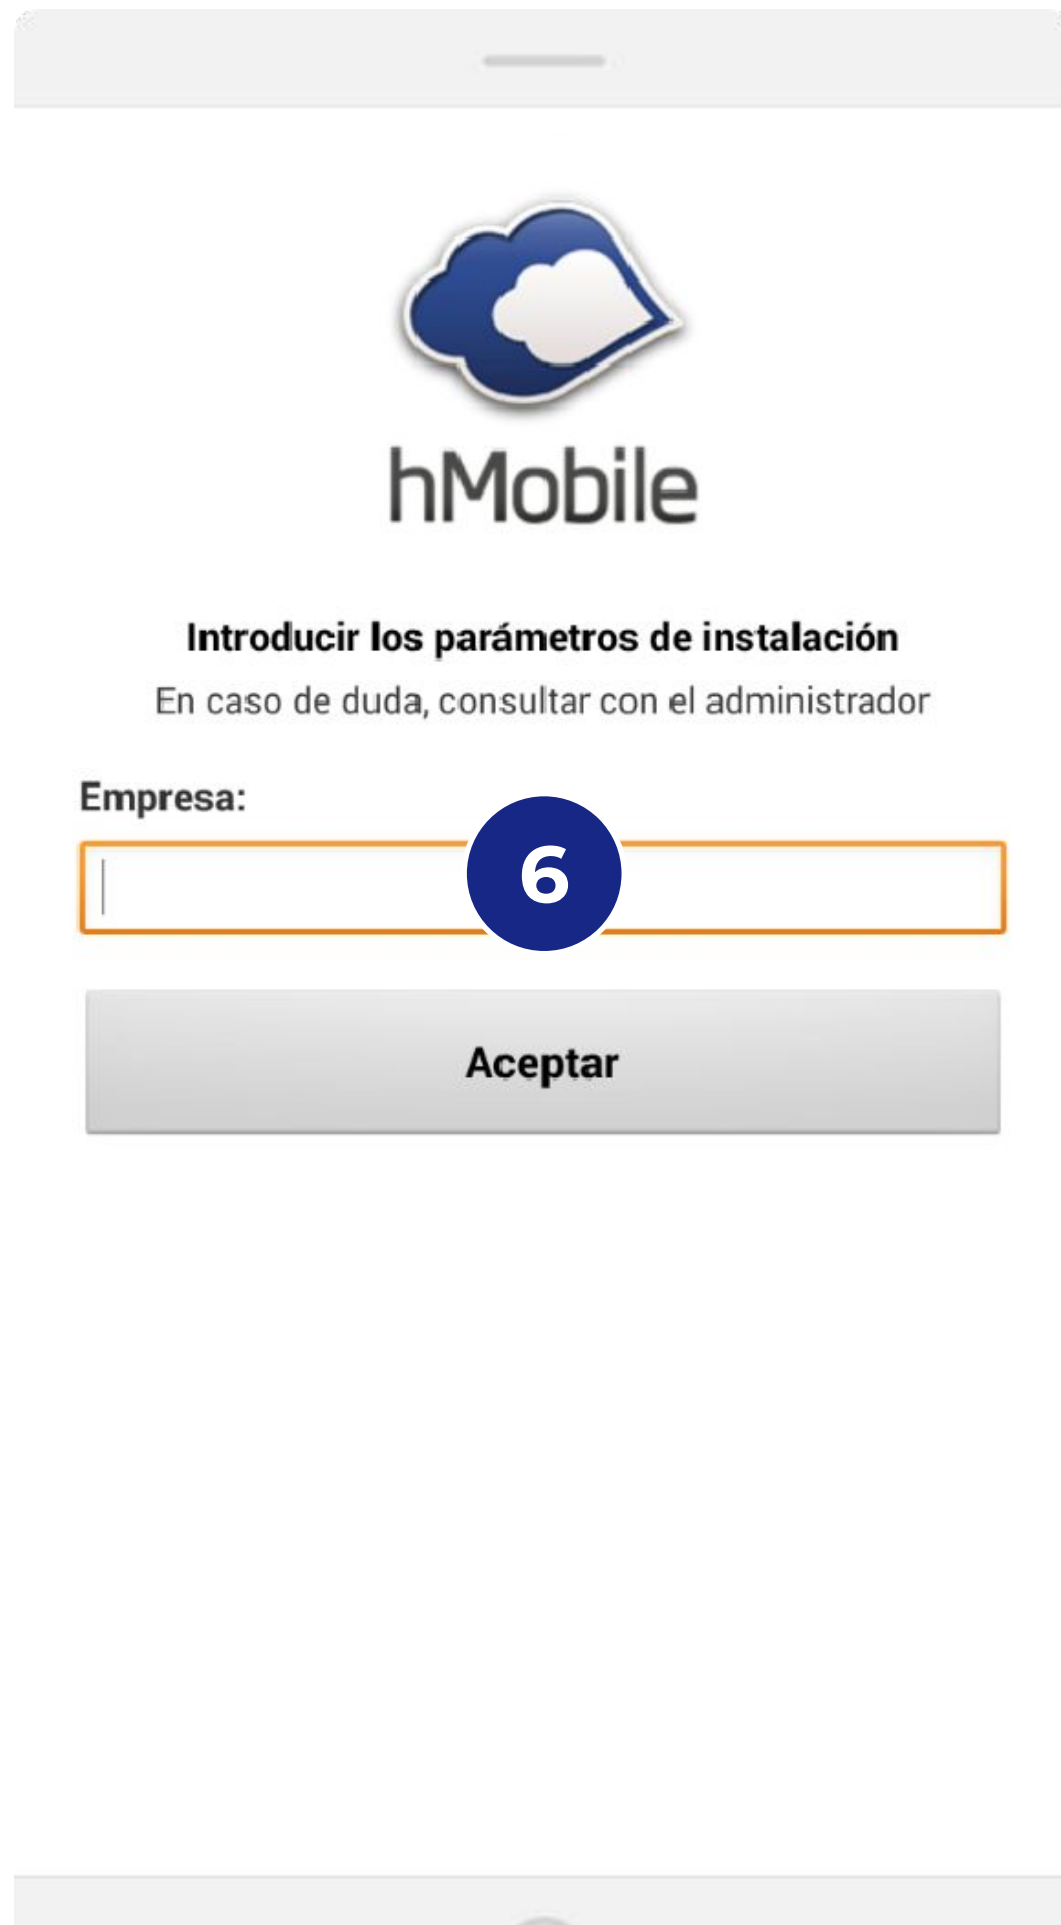 hMobile
Introducir los parámetros de instalación
En caso de duda, consultar con el administrador
Empresa:
6
Aceptar